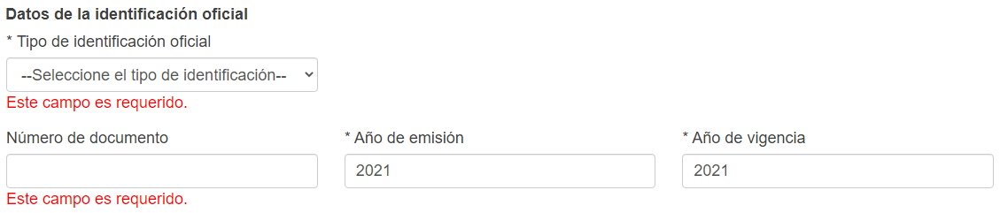 Datos de la identificación oficial
* Tipo de identificación oficial
--Seleccione el tipo de identificación--
Este campo es requerido.
Número de documento * Año de emisión * Año de vigencia
2021 2021
Este campo es requerido.